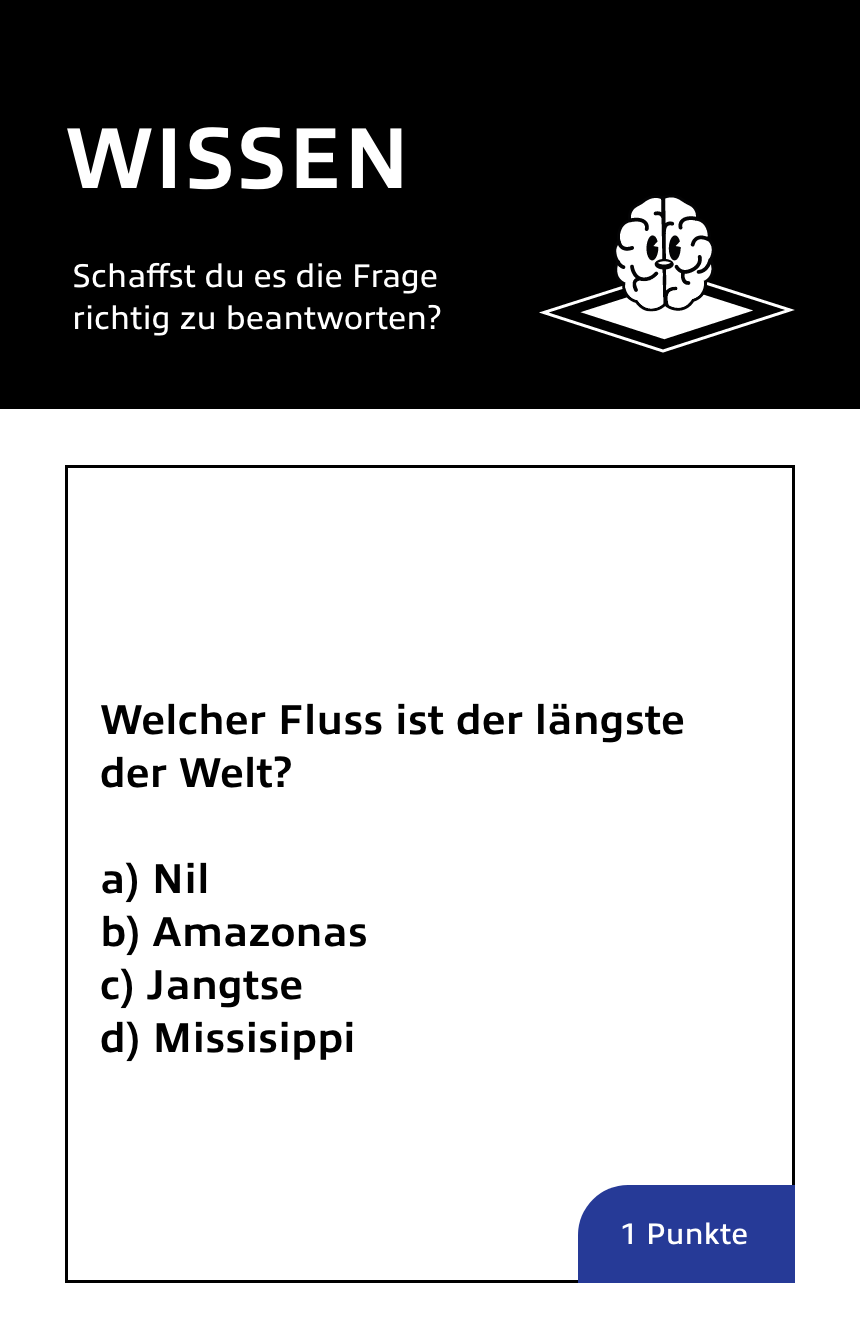 WISSEN
Schaffst du es die Frage
richtig zu beantworten?
Welcher Fluss ist der längste
der Welt?
a) Nil
b) Amazonas
c) Jangtse
d) Missisippi
1 Punkte